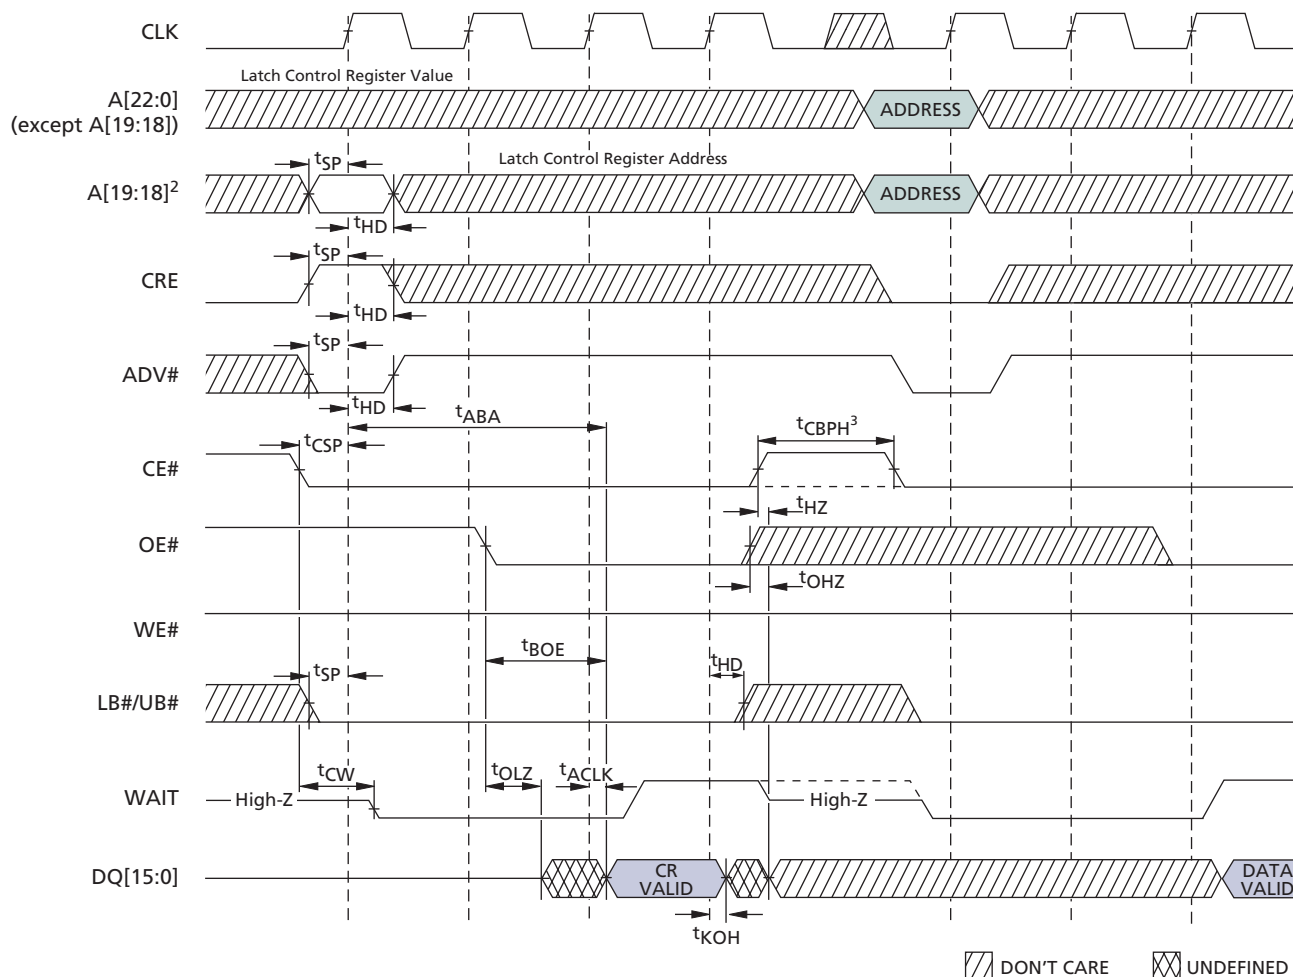 CLK
Latch Control Register Value
A[22:0]
(except A[19:18])
ADDRESS
tSP
Latch Control Register Address
A[19:18]2
ADDRESS
tHD
tSP
CRE
tHD
tSP
ADV#
tHD
tABA
tCBPH3
tCSP
CE#
tHZ
OE#
tOHZ
WE#
tBOE
tHD
tSP
LB#/UB#
tCW
tOLZ
tACLK
WAIT
High-Z
High-Z
DQ[15:0]
CR
VALID
DATA
VALID
tKOH
DON'T CARE
UNDEFINED